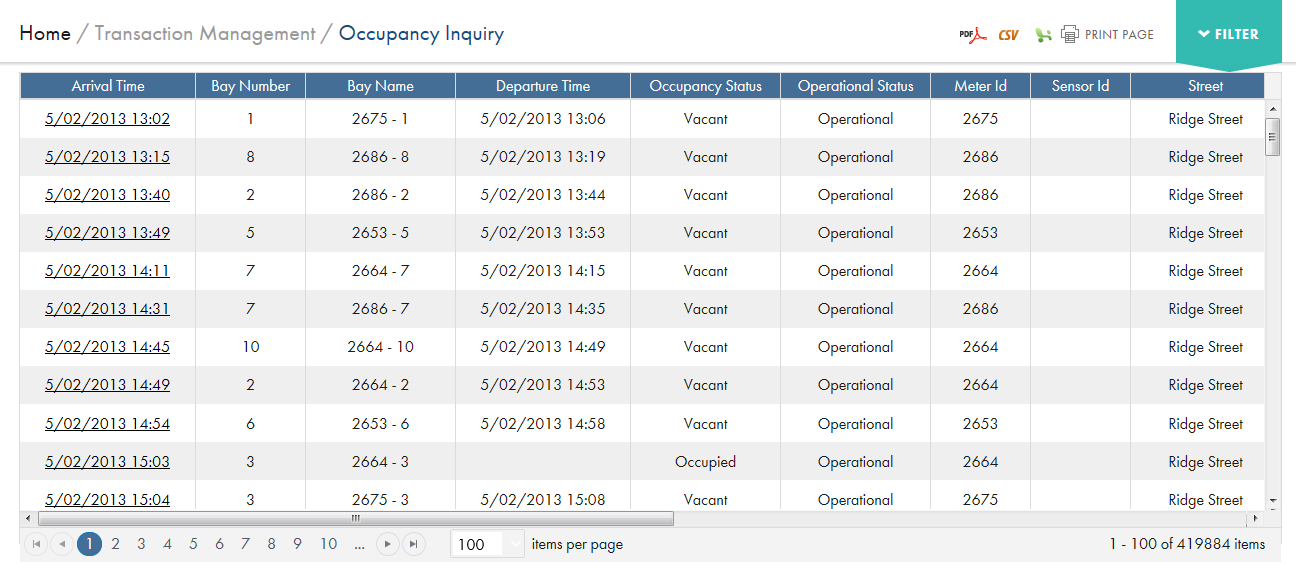 Home / Transaction Management / Occupancy Inquiry PDF CSV PRINT PAGE FILTER
Arrival Time Bay Number Bay Name Departure Time Occupancy Status Operational Status Meter Id Sensor Id Street
5/02/2013 13:02 1 2675 - 1 5/02/2013 13:06 Vacant Operational 2675 Ridge Street
5/02/2013 13:15 8 2686 - 8 5/02/2013 13:19 Vacant Operational 2686 Ridge Street
5/02/2013 13:40 2 2686 - 2 5/02/2013 13:44 Vacant Operational 2686 Ridge Street
5/02/2013 13:49 5 2653 - 5 5/02/2013 13:53 Vacant Operational 2653 Ridge Street
5/02/2013 14:11 7 2664 - 7 5/02/2013 14:15 Vacant Operational 2664 Ridge Street
5/02/2013 14:31 7 2686 - 7 5/02/2013 14:35 Vacant Operational 2686 Ridge Street
5/02/2013 14:45 10 2664 - 10 5/02/2013 14:49 Vacant Operational 2664 Ridge Street
5/02/2013 14:49 2 2664 - 2 5/02/2013 14:53 Vacant Operational 2664 Ridge Street
5/02/2013 14:54 6 2653 - 6 5/02/2013 14:58 Vacant Operational 2653 Ridge Street
5/02/2013 15:03 3 2664 - 3 Occupied Operational 2664 Ridge Street
5/02/2013 15:04 3 2675 - 3 5/02/2013 15:08 Vacant Operational 2675 Ridge Street
1 2 3 4 5 6 7 8 9 10 ... 100 items per page 1 - 100 of 419884 items